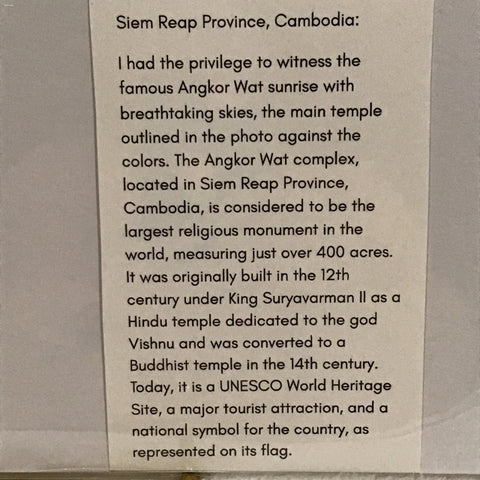 Siem Reap Province, Cambodia:
I had the privilege to witness the
famous Angkor Wat sunrise with
breathtaking skies, the main temple
outlined in the photo against the
colors. The Angkor Wat complex,
located in Siem Reap Province,
Cambodia, is considered to be the
largest religious monument in the
world, measuring just over 400 acres.
It was originally built in the 12th
century under King Suryavarman II as a
Hindu temple dedicated to the god
Vishnu and was converted to a
Buddhist temple in the 14th century.
Today, it is a UNESCO World Heritage
Site, a major tourist attraction, and a
national symbol for the country, as
represented on its flag.